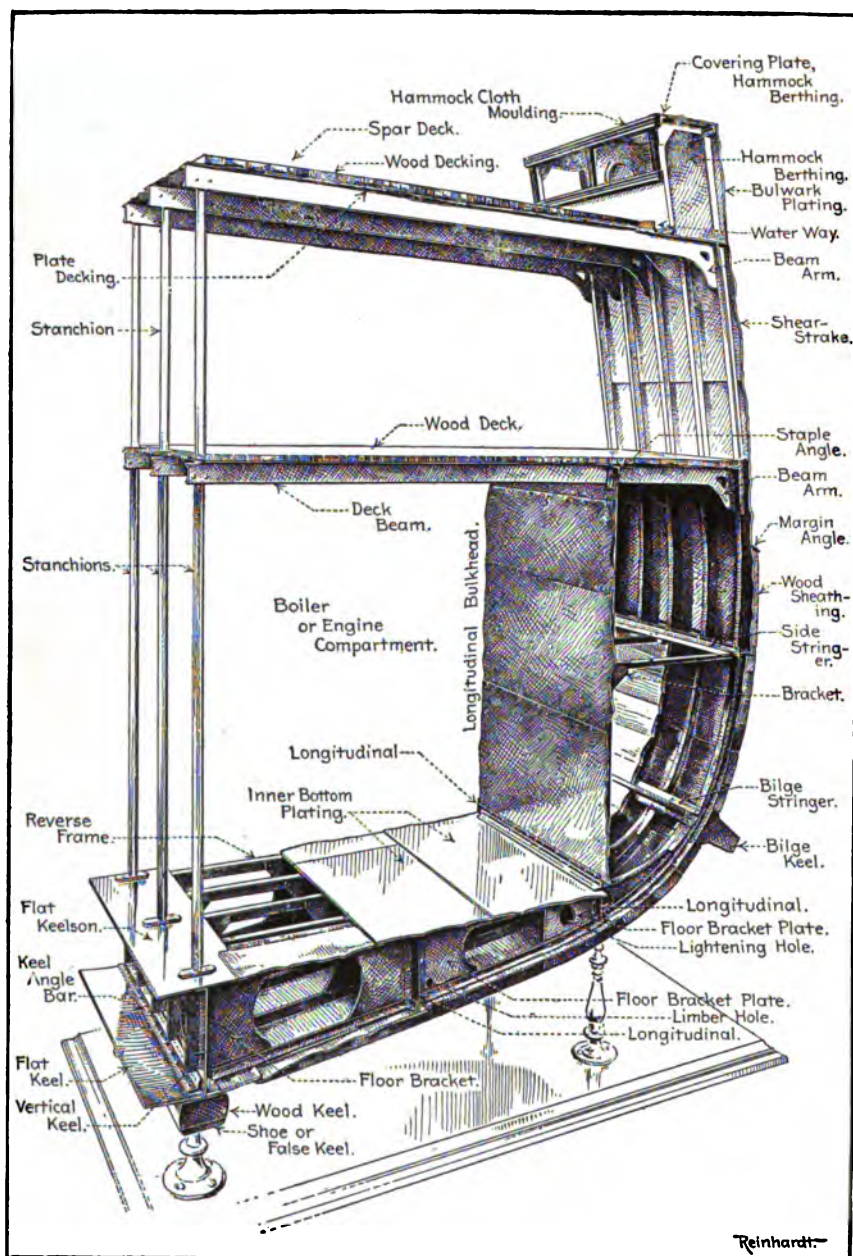 Covering Plate,
Hammock
Berthing.
Hammock Cloth
Moulding.
Spar Deck.
Wood Decking.
Hammock
Berthing.
Bulwark
Plating.
Water Way.
Beam
Arm.
Plate
Decking.
Stanchion
Shear-
Strake.
Wood Deck.
Staple
Angle.
Beam
Arm.
Deck
Beam.
Margin
Angle.
Stanchions.
Wood
Sheath-
ing.
Longitudinal Bulkhead.
Boiler
or Engine
Compartment.
Side
String-
er.
Bracket.
Longitudinal
Bilge
Stringer.
Inner Bottom
Plating.
Reverse
Frame.
Bilge
Keel.
Flat
Keelson.
Longitudinal.
Floor Bracket Plate.
Lightening Hole.
Keel
Angle
Bar.
Floor Bracket Plate.
Limber Hole.
Longitudinal.
Flat
Keel.
Floor Bracket.
Vertical
Keel.
Wood Keel.
Shoe or
False Keel.
Reinhardt.